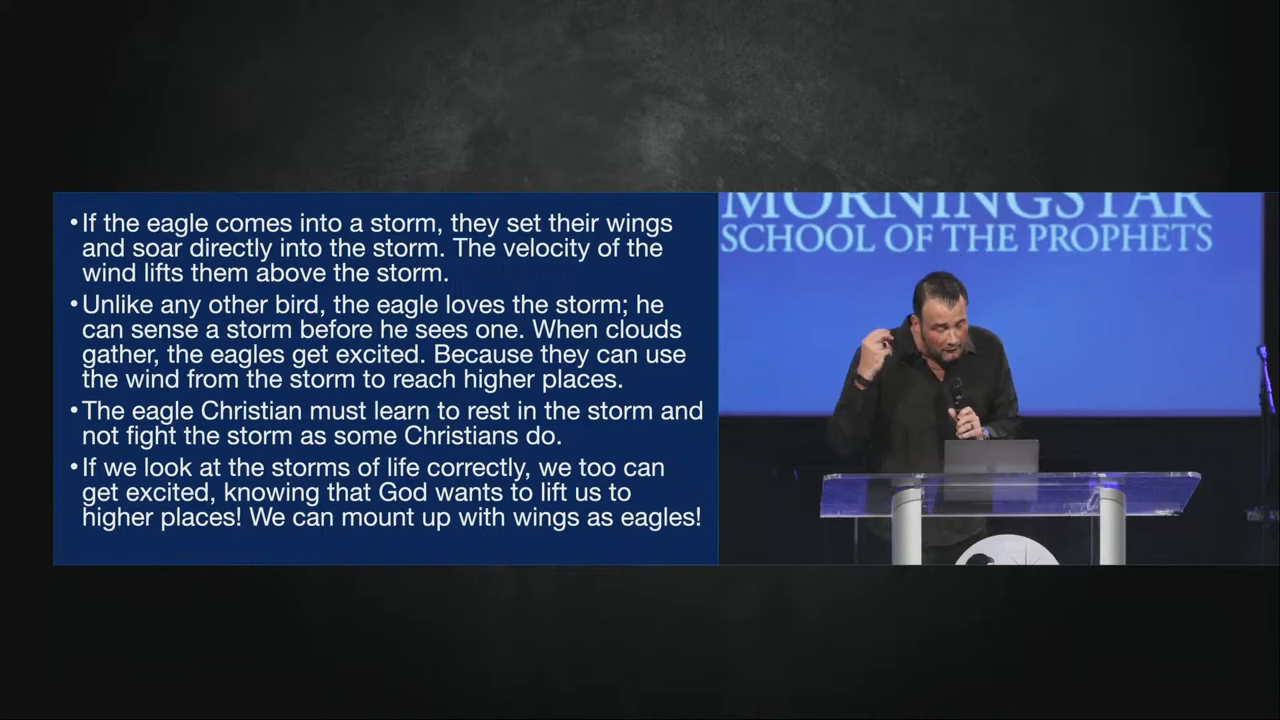 • If the eagle comes into a storm, they set their wings
and soar directly into the storm. The velocity of the
wind lifts them above the storm.
• Unlike any other bird, the eagle loves the storm; he
can sense a storm before he sees one. When clouds
gather, the eagles get excited. Because they can use
the wind from the storm to reach higher places.
• The eagle Christian must learn to rest in the storm and
not fight the storm as some Christians do.
• If we look at the storms of life correctly, we too can
get excited, knowing that God wants to lift us to
higher places! We can mount up with wings as eagles!
MORNINGSTAR
SCHOOL OF THE PROPHETS